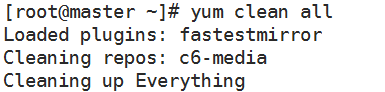 [root@master ~]# yum clean all
Loaded plugins: fastestmirror
Cleaning repos: c6-media
Cleaning up Everything